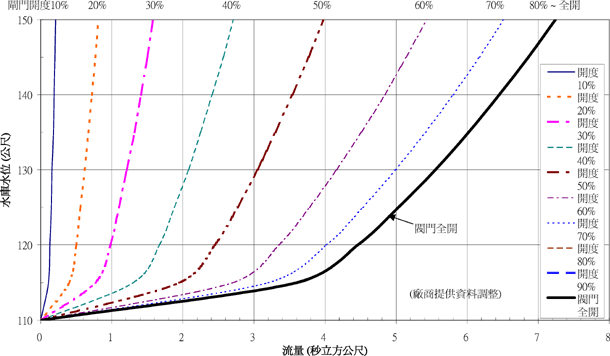 閘門開度10% 20% 30% 40% 50% 60% 70% 80% ~ 全開
150
140
130
120
110
水庫水位 (公尺)
0 1 2 3 4 5 6 7 8
流量 (秒立方公尺)
閥門全開
(廠商提供資料調整)
開度
10%
開度
20%
開度
30%
開度
40%
開度
50%
開度
60%
開度
70%
開度
80%
開度
90%
閥門
全開